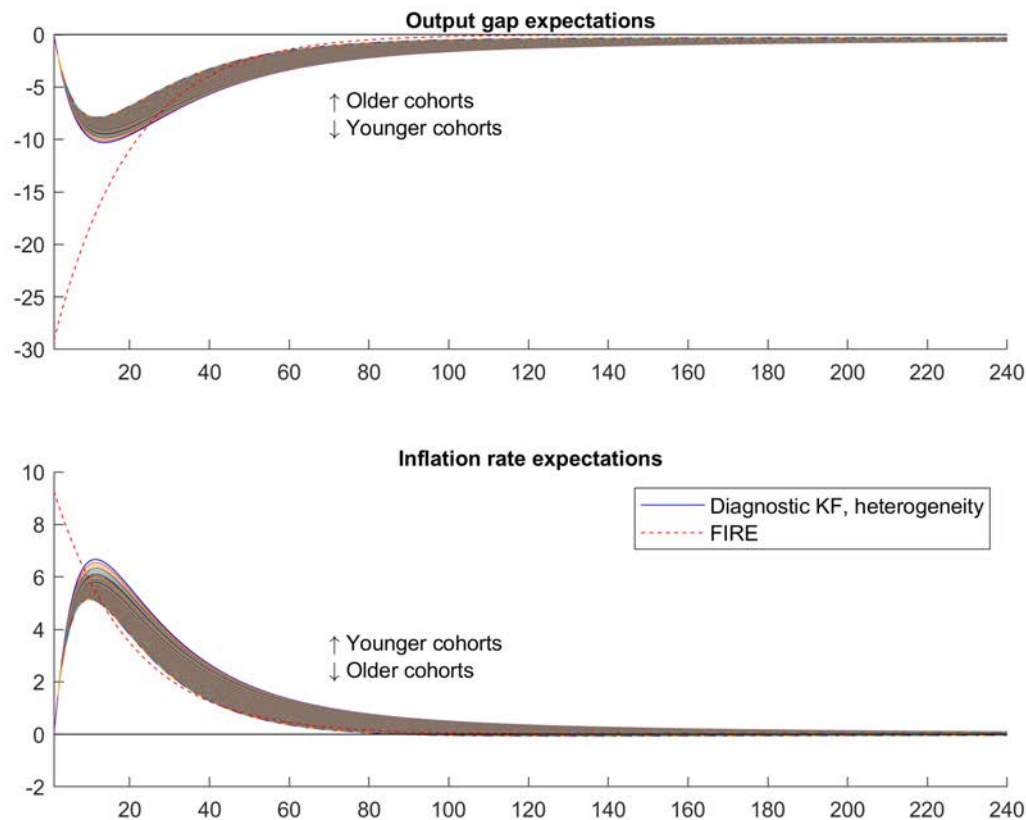 Output gap expectations
0
-5
-10
-15
-20
-25
-30
↑ Older cohorts
↓ Younger cohorts
20 40 60 80 100 120 140 160 180 200 220 240
Inflation rate expectations
10
8
6
4
2
0
-2
Diagnostic KF, heterogeneity
FIRE
↑ Younger cohorts
↓ Older cohorts
20 40 60 80 100 120 140 160 180 200 220 240